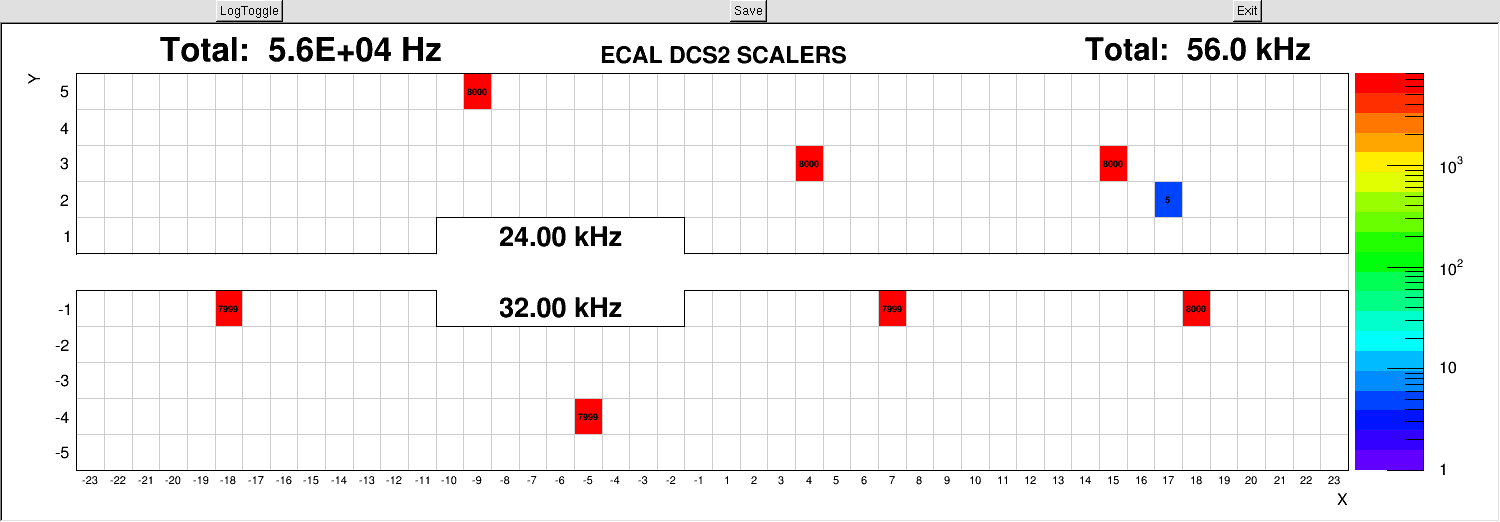 LogToggle Save Exit
Total: 5.6E+04 Hz ECAL DCS2 SCALERS Total: 56.0 kHz
Y
5 8000
4
3 8000 8000 10^3
2 5
1 24.00 kHz
10^2
-1 7999 32.00 kHz 7999 8000
-2
-3 10
-4 7999
-5
1
-23 -22 -21 -20 -19 -18 -17 -16 -15 -14 -13 -12 -11 -10 -9 -8 -7 -6 -5 -4 -3 -2 -1 1 2 3 4 5 6 7 8 9 10 11 12 13 14 15 16 17 18 19 20 21 22 23
X